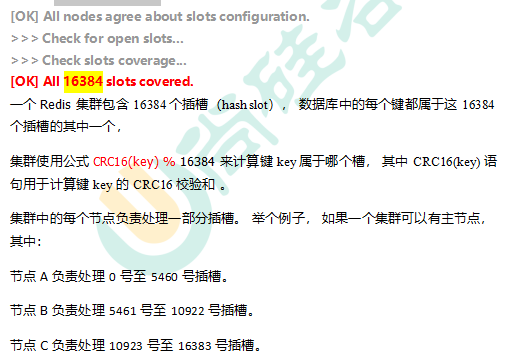 [OK] All nodes agree about slots configuration.
>>> Check for open slots...
>>> Check slots coverage...
[OK] All 16384 slots covered.
一个 Redis 集群包含 16384 个插槽（hash slot）， 数据库中的每个键都属于这 16384
个插槽的其中一个，
集群使用公式 CRC16(key) % 16384 来计算键 key 属于哪个槽， 其中 CRC16(key) 语
句用于计算键 key 的 CRC16 校验和 。
集群中的每个节点负责处理一部分插槽。 举个例子， 如果一个集群可以有主节点，
其中：
节点 A 负责处理 0 号至 5460 号插槽。
节点 B 负责处理 5461 号至 10922 号插槽。
节点 C 负责处理 10923 号至 16383 号插槽。